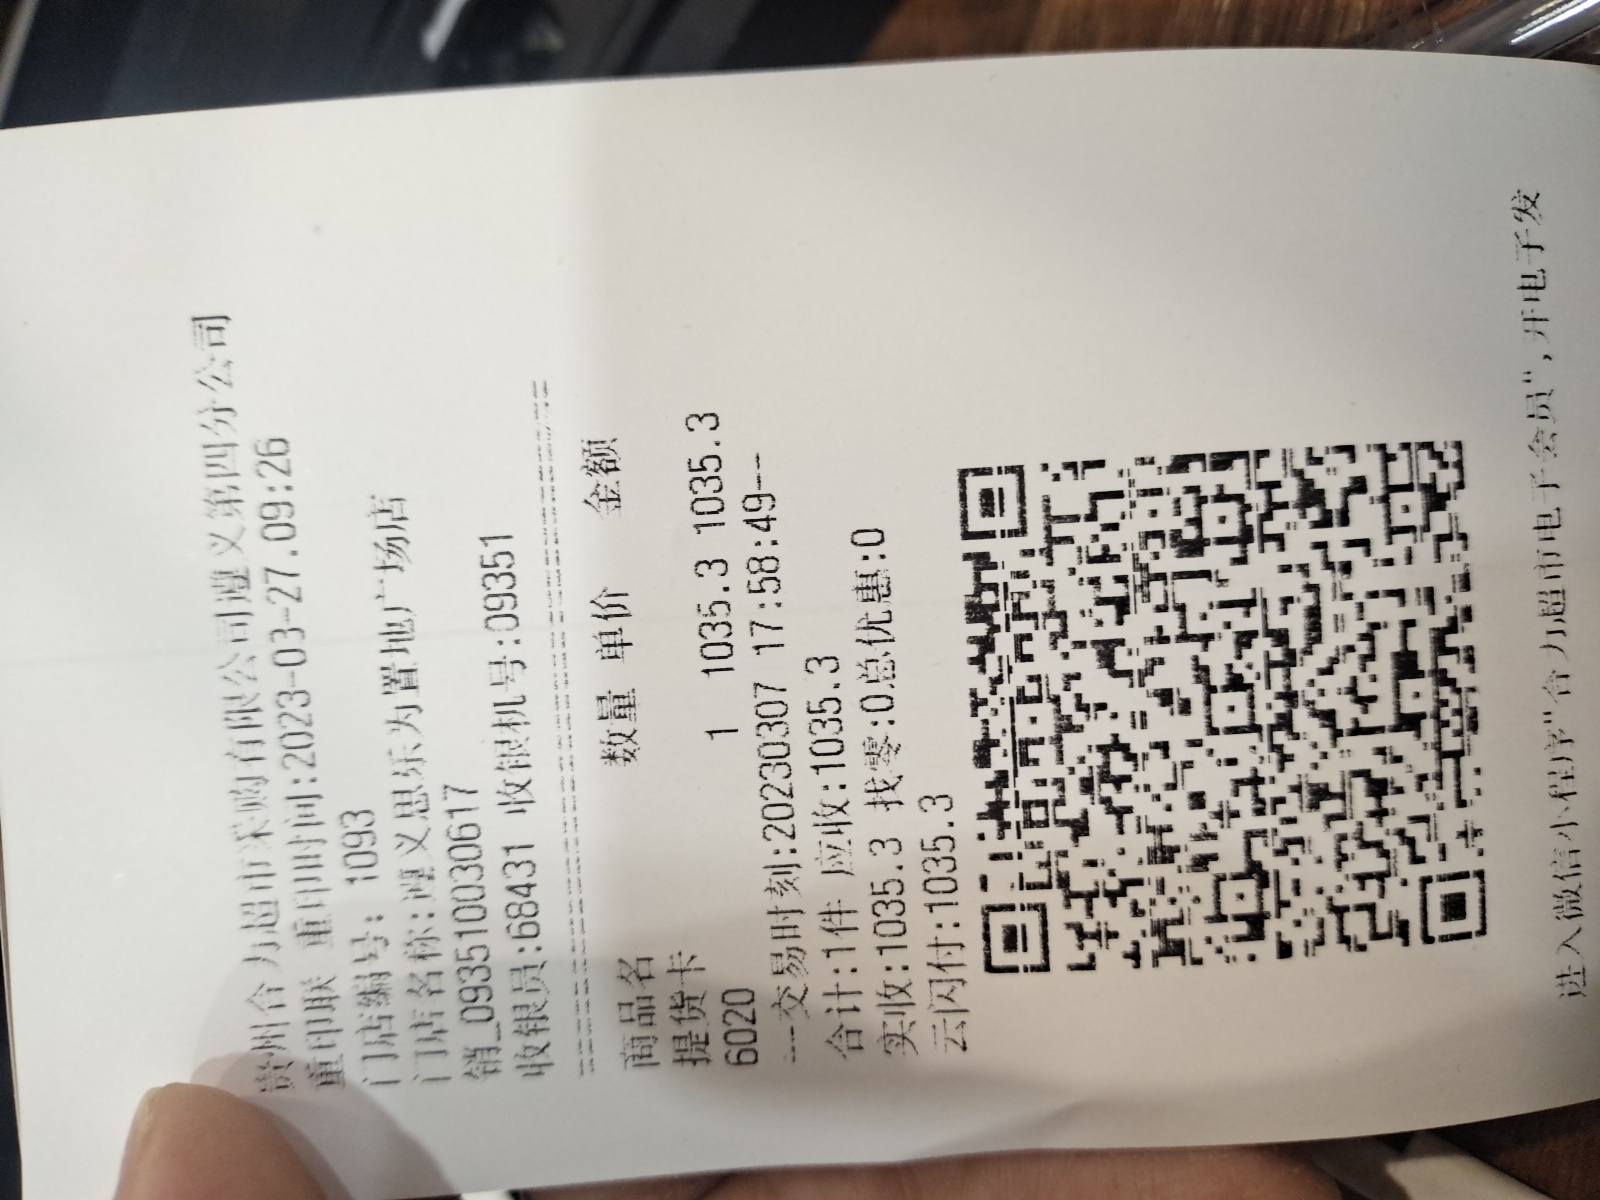 贵州合力超市采购有限公司遵义第四分公司
重印联 重印时间:2023-03-27.09:26
门店编号: 1093
门店名称:遵义思乐为置地广场店
销_0935100030617
收银员:68431 收银机号:09351
商品名 数量 单价 金额
提货卡
6020 1 1035.3 1035.3
---交易时刻:20230307 17:58:49---
合计:1件 应收:1035.3
实收:1035.3 找零:0总优惠:0
云闪付:1035.3
进入微信小程序"合力超市电子会员",开电子发